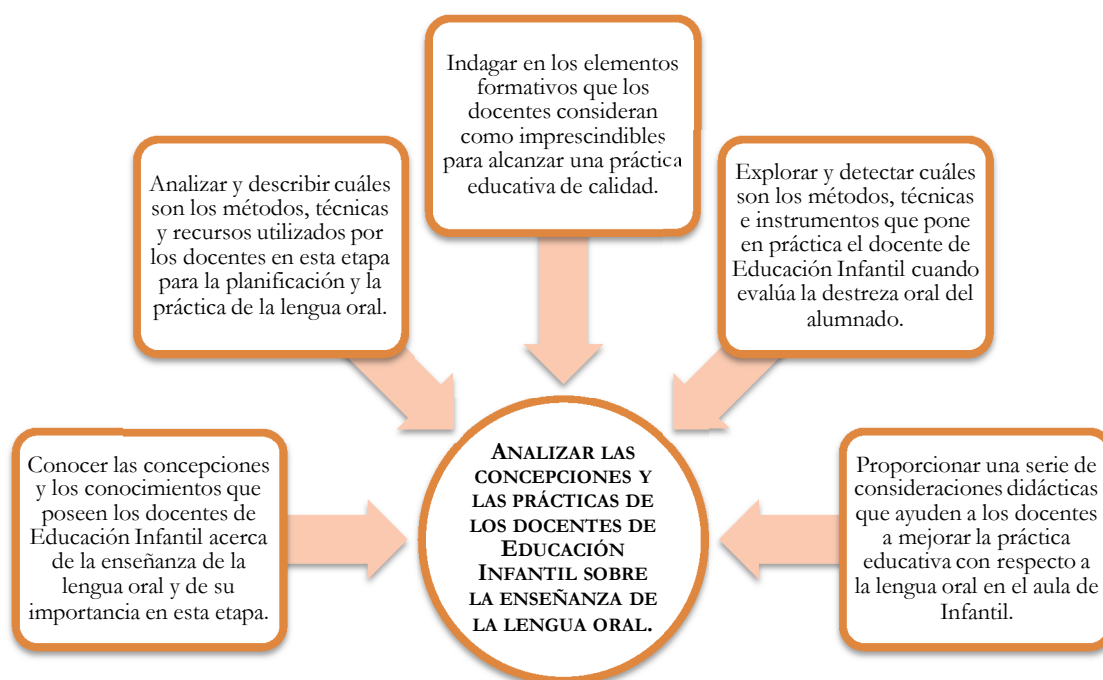 Indagar en los elementos
formativos que los
docentes consideran
como imprescindibles
para alcanzar una práctica
educativa de calidad.
Analizar y describir cuáles
son los métodos, técnicas
y recursos utilizados por
los docentes en esta etapa
para la planificación y la
práctica de la lengua oral.
Explorar y detectar cuáles
son los métodos, técnicas
e instrumentos que pone
en práctica el docente de
Educación Infantil cuando
evalúa la destreza oral del
alumnado.
Conocer las concepciones
y los conocimientos que
poseen los docentes de
Educación Infantil acerca
de la enseñanza de la
lengua oral y de su
importancia en esta etapa.
ANALIZAR LAS
CONCEPCIONES Y
LAS PRÁCTICAS DE
LOS DOCENTES DE
EDUCACIÓN
INFANTIL SOBRE
LA ENSEÑANZA DE
LA LENGUA ORAL.
Proporcionar una serie de
consideraciones didácticas
que ayuden a los docentes
a mejorar la práctica
educativa con respecto a
la lengua oral en el aula de
Infantil.